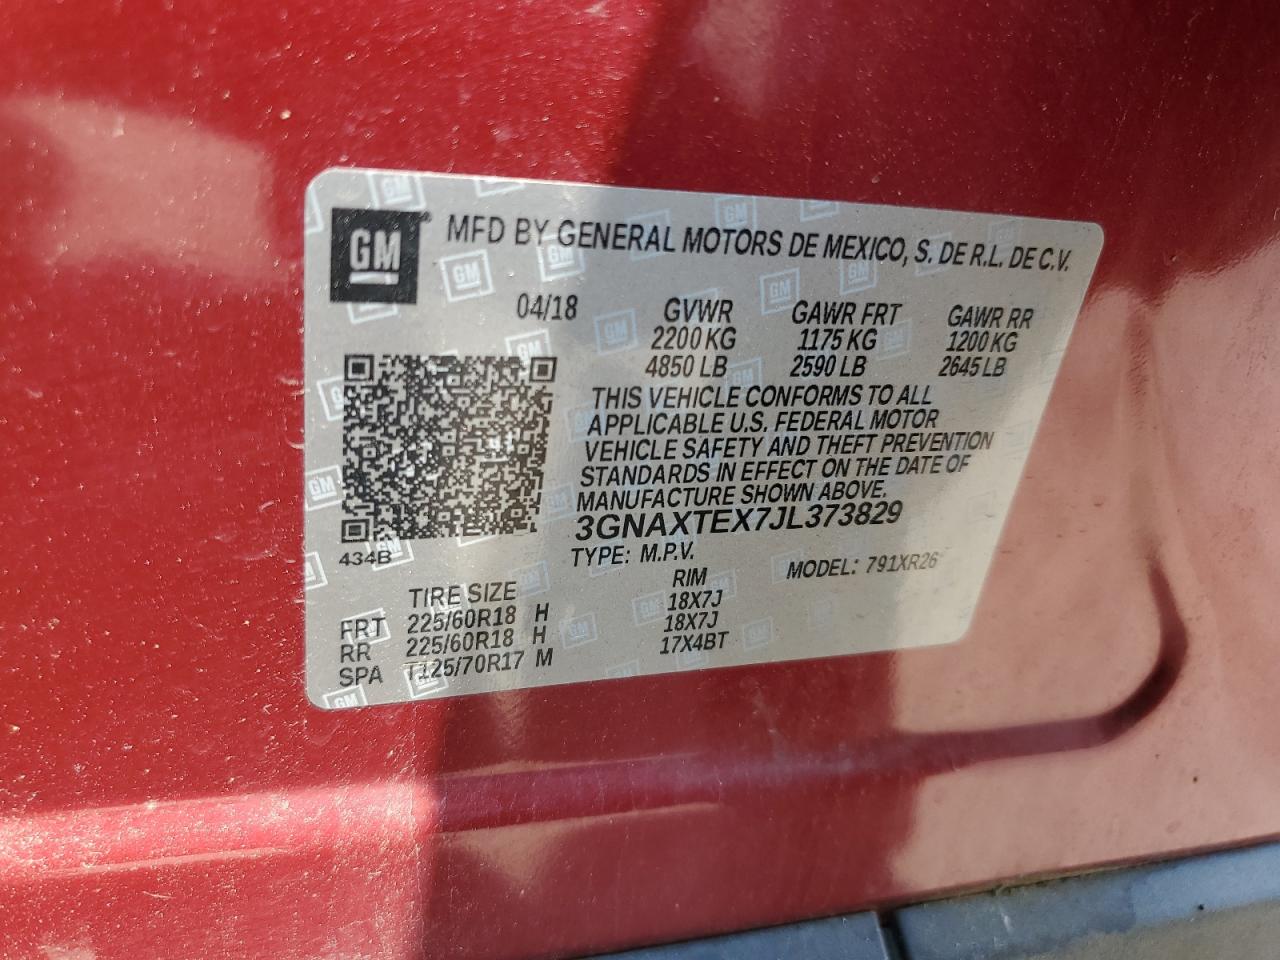 GM® MFD BY GENERAL MOTORS DE MEXICO, S. DE R.L. DE C.V.
04/18 GVWR GAWR FRT GAWR RR
2200 KG 1175 KG 1200 KG
4850 LB 2590 LB 2645 LB
THIS VEHICLE CONFORMS TO ALL
APPLICABLE U.S. FEDERAL MOTOR
VEHICLE SAFETY AND THEFT PREVENTION
STANDARDS IN EFFECT ON THE DATE OF
MANUFACTURE SHOWN ABOVE.
3GNAXTEX7JL373829
434B TYPE: M.P.V. MODEL: 791XR26
TIRE SIZE RIM
FRT 225/60R18 H 18X7J
RR 225/60R18 H 18X7J
SPA T125/70R17 M 17X4BT